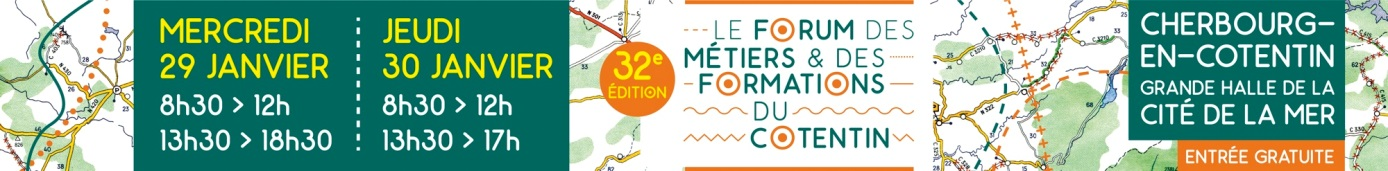 MERCREDI
29 JANVIER
8h30 > 12h
13h30 > 18h30
JEUDI
30 JANVIER
8h30 > 12h
13h30 > 17h
32e
ÉDITION
LE FORUM DES
MÉTIERS & DES
FORMATIONS
DU
COTENTIN
CHERBOURG-
EN-COTENTIN
GRANDE HALLE DE LA
CITÉ DE LA MER
ENTRÉE GRATUITE